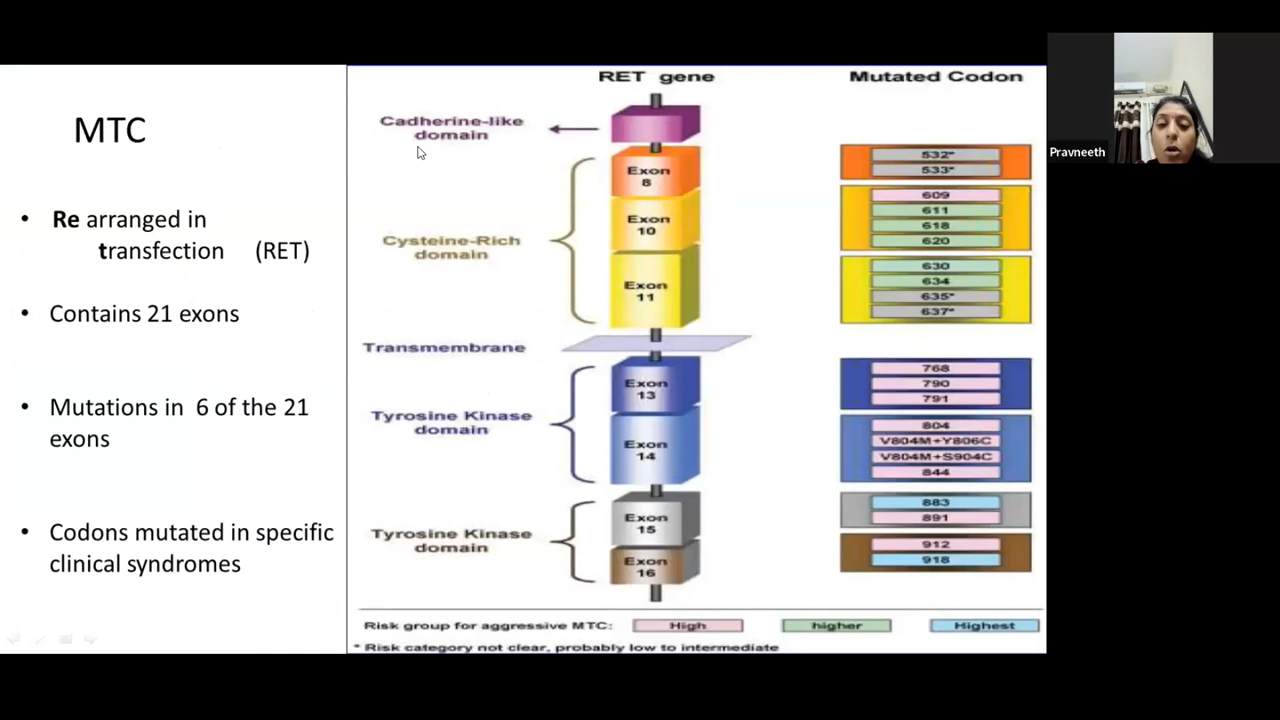 MTC
• Re arranged in
transfection (RET)
• Contains 21 exons
• Mutations in 6 of the 21
exons
• Codons mutated in specific
clinical syndromes
RET gene
Mutated Codon
Cadherine-like
domain
Exon
8
Exon
10
Exon
11
Cysteine-Rich
domain
532*
533*
609
611
618
620
630
634
635*
637*
Transmembrane
Exon
13
Exon
14
Tyrosine Kinase
domain
768
790
791
804
V804M+Y806C
V804M+S904C
844
Exon
15
Exon
16
Tyrosine Kinase
domain
883
891
912
918
Risk group for aggressive MTC: High higher Highest
* Risk category not clear, probably low to intermediate
Pravneeth